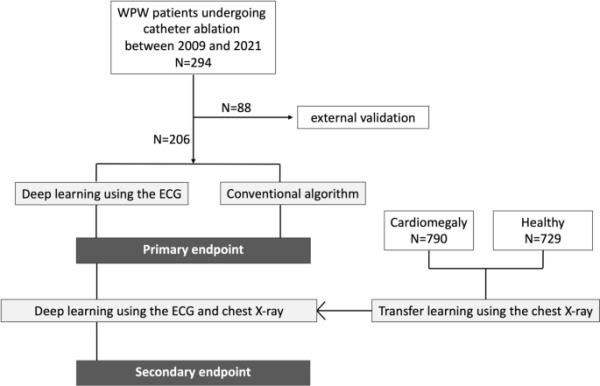 WPW patients undergoing
catheter ablation
between 2009 and 2021
N=294
N=88
external validation
N=206
Deep learning using the ECG
Conventional algorithm
Primary endpoint
Cardiomegaly
N=790
Healthy
N=729
Deep learning using the ECG and chest X-ray
Transfer learning using the chest X-ray
Secondary endpoint